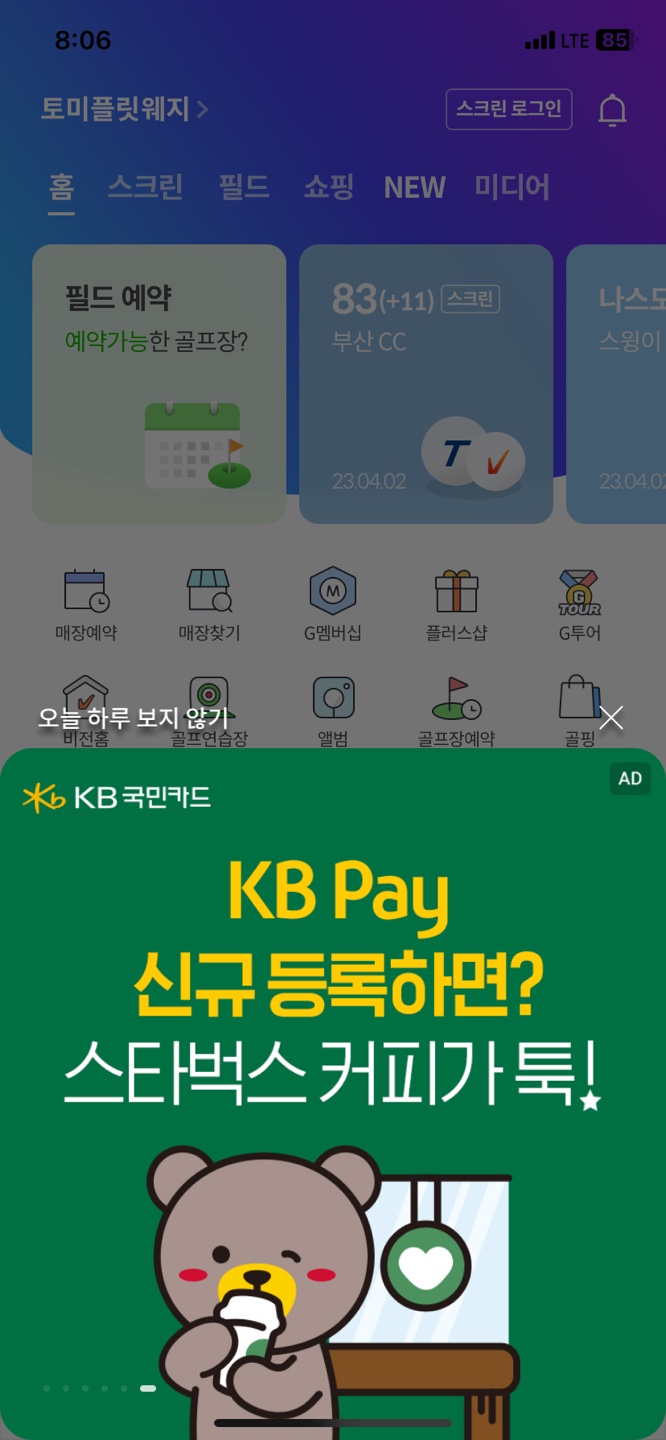 8:06
LTE 85
토미플릿웨지
스크린 로그인
홈 스크린 필드 쇼핑 NEW 미디어
필드 예약
예약가능한 골프장?
83(+11) 스크린
부산 CC
T
23.04.02
스윙이
23.04.02
매장예약 매장찾기 G멤버십 플러스샵 G투어
M
G
TOUR
오늘 하루 보지 않기
비전홈 골프연습장 앨범 골프장예약 골핑
AD
KB 국민카드
KB Pay
신규 등록하면?
스타벅스 커피가 툭!